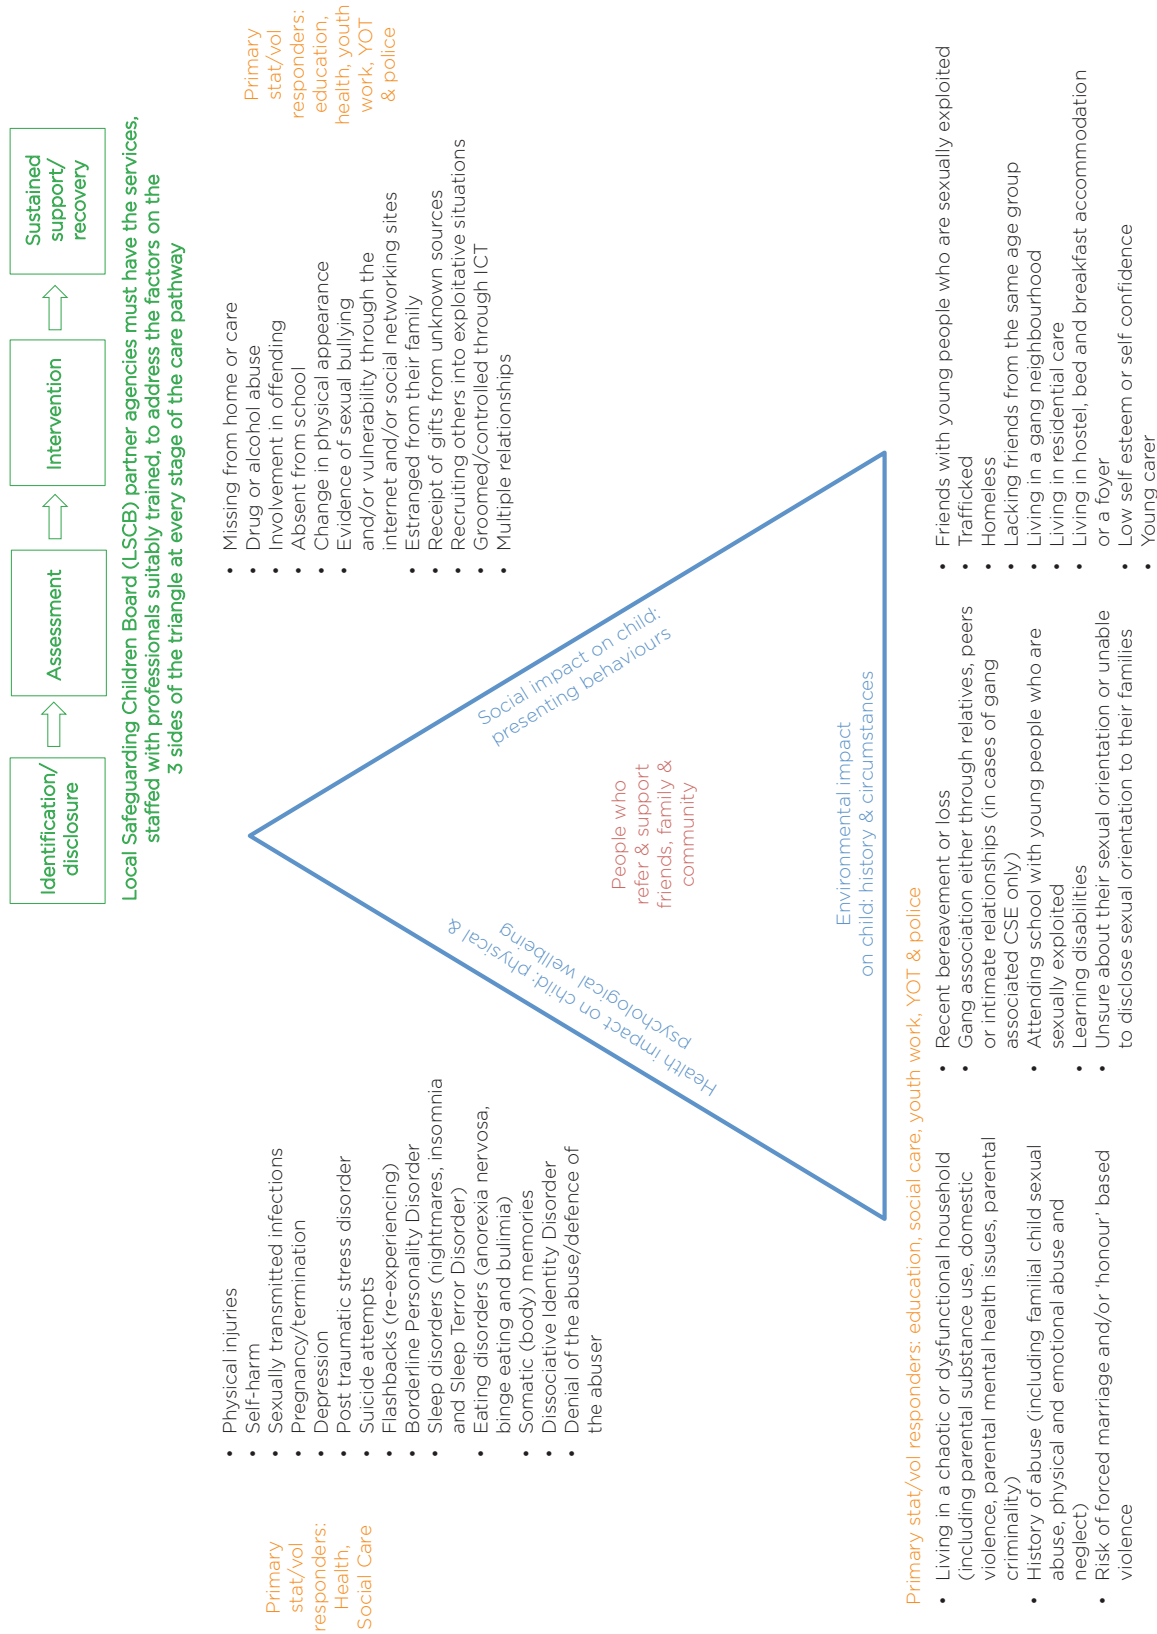 Identification/
disclosure
Assessment
Intervention
Sustained
support/
recovery
Local Safeguarding Children Board (LSCB) partner agencies must have the services,
staffed with professionals suitably trained, to address the factors on the
3 sides of the triangle at every stage of the care pathway
Primary
stat/vol
responders:
Health,
Social Care
• Physical injuries
• Self-harm
• Sexually transmitted infections
• Pregnancy/termination
• Depression
• Post traumatic stress disorder
• Suicide attempts
• Flashbacks (re-experiencing)
• Borderline Personality Disorder
• Sleep disorders (nightmares, insomnia
and Sleep Terror Disorder)
• Eating disorders (anorexia nervosa,
binge eating and bulimia)
• Somatic (body) memories
• Dissociative Identity Disorder
• Denial of the abuse/defence of
the abuser
Health impact on child: physical &
psychological wellbeing
Social impact on child:
presenting behaviours
People who
refer & support
friends, family &
community
Environmental impact
on child: history & circumstances
• Missing from home or care
• Drug or alcohol abuse
• Involvement in offending
• Absent from school
• Change in physical appearance
• Evidence of sexual bullying
and/or vulnerability through the
internet and/or social networking sites
• Estranged from their family
• Receipt of gifts from unknown sources
• Recruiting others into exploitative situations
• Groomed/controlled through ICT
• Multiple relationships
Primary
stat/vol
responders:
education,
health, youth
work, YOT
& police
Primary stat/vol responders: education, social care, youth work, YOT & police
• Living in a chaotic or dysfunctional household
(including parental substance use, domestic
violence, parental mental health issues, parental
criminality)
• History of abuse (including familial child sexual
abuse, physical and emotional abuse and
neglect)
• Risk of forced marriage and/or ‘honour’ based
violence
• Recent bereavement or loss
• Gang association either through relatives, peers
or intimate relationships (in cases of gang
associated CSE only)
• Attending school with young people who are
sexually exploited
• Learning disabilities
• Unsure about their sexual orientation or unable
to disclose sexual orientation to their families
• Friends with young people who are sexually exploited
• Trafficked
• Homeless
• Lacking friends from the same age group
• Living in a gang neighbourhood
• Living in residential care
• Living in hostel, bed and breakfast accommodation
or a foyer
• Low self esteem or self confidence
• Young carer